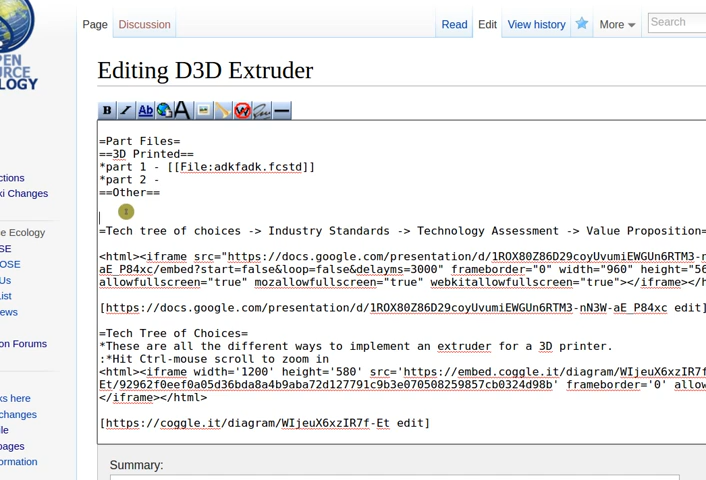 Page Discussion Read Edit View history More Search
PEN
URCE
OLOGY
Editing D3D Extruder
B I Ab A W
=Part Files=
==3D Printed==
*part 1 - [[File:adkfadk.fcstd]]
*part 2 -
==Other==
=Tech tree of choices -> Industry Standards -> Technology Assessment -> Value Proposition=
<html><iframe src="https://docs.google.com/presentation/d/1ROX80Z86D29coyUvumiEWGUn6RTM3-n
aE_P84xc/embed?start=false&loop=false&delayms=3000" frameborder="0" width="960" height="56
allowfullscreen="true" mozallowfullscreen="true" webkitallowfullscreen="true"></iframe></h
[https://docs.google.com/presentation/d/1ROX80Z86D29coyUvumiEWGUn6RTM3-nN3W-aE_P84xc edit]
=Tech Tree of Choices=
*These are all the different ways to implement an extruder for a 3D printer.
:*Hit Ctrl-mouse scroll to zoom in
<html><iframe width='1200' height='580' src='https://embed.coggle.it/diagram/WIjeuX6xzIR7f
Et/92962f0eef0a05d36bda8a4b9aba72d127791c9b3e070508259857cb0324d98b' frameborder='0' allow
</iframe></html>
[https://coggle.it/diagram/WIjeuX6xzIR7f-Et edit]
Summary:
ctions
ki Changes
e Ecology
SE
OSE
Us
List
ews
on Forums
ks here
changes
ile
pages
formation